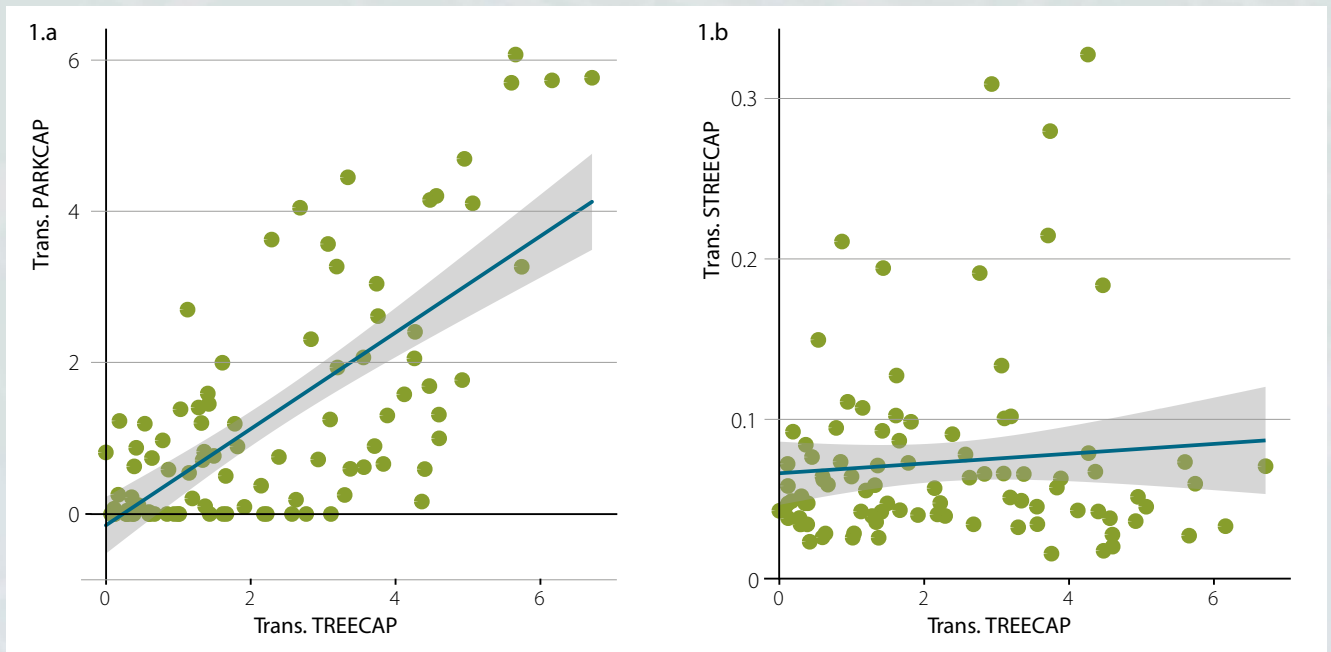 1.a
Trans. PARKCAP
6
4
2
0
0 2 4 6
Trans. TREECAP
1.b
Trans. STREECAP
0.3
0.2
0.1
0
0 2 4 6
Trans. TREECAP